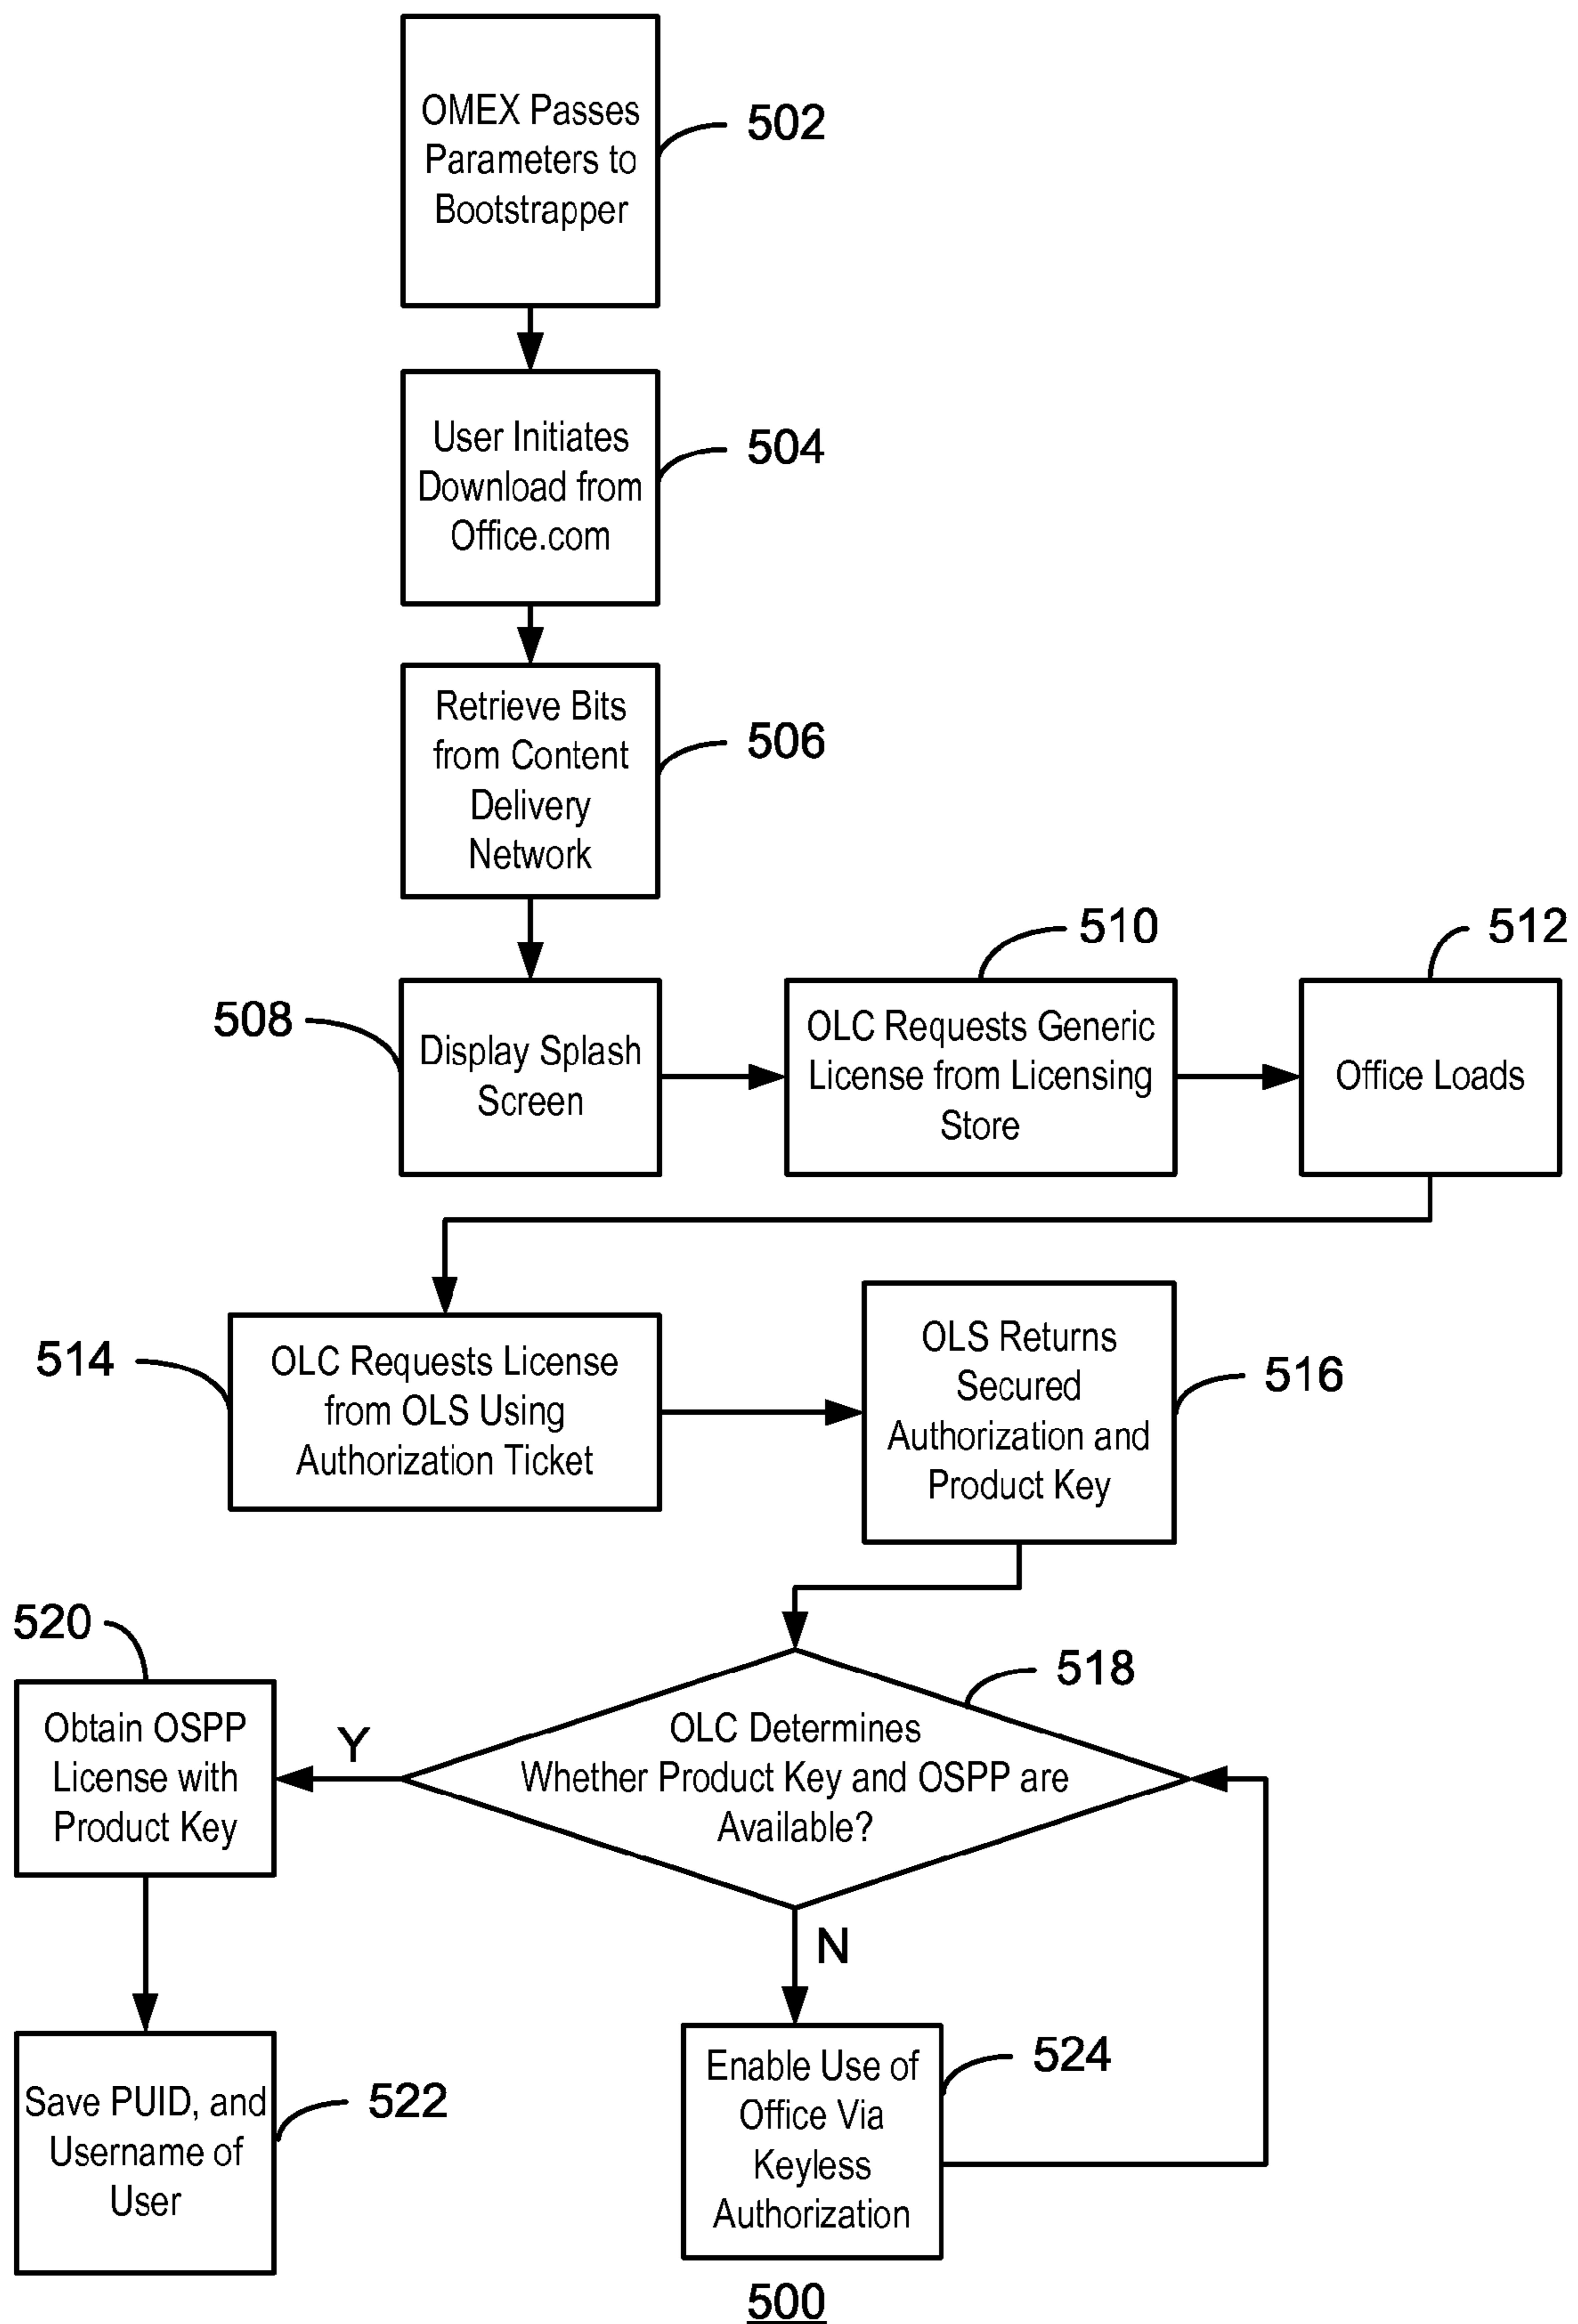 OMEX Passes
Parameters to
Bootstrapper
502
User Initiates
Download from
Office.com
504
Retrieve Bits
from Content
Delivery
Network
506
510
512
508
Display Splash
Screen
OLC Requests Generic
License from Licensing
Store
Office Loads
514
OLC Requests License
from OLS Using
Authorization Ticket
OLS Returns
Secured
Authorization and
Product Key
516
520
518
Obtain OSPP
License with
Product Key
Y
OLC Determines
Whether Product Key and OSPP are
Available?
N
Save PUID, and
Username of
User
522
Enable Use of
Office Via
Keyless
Authorization
524
500